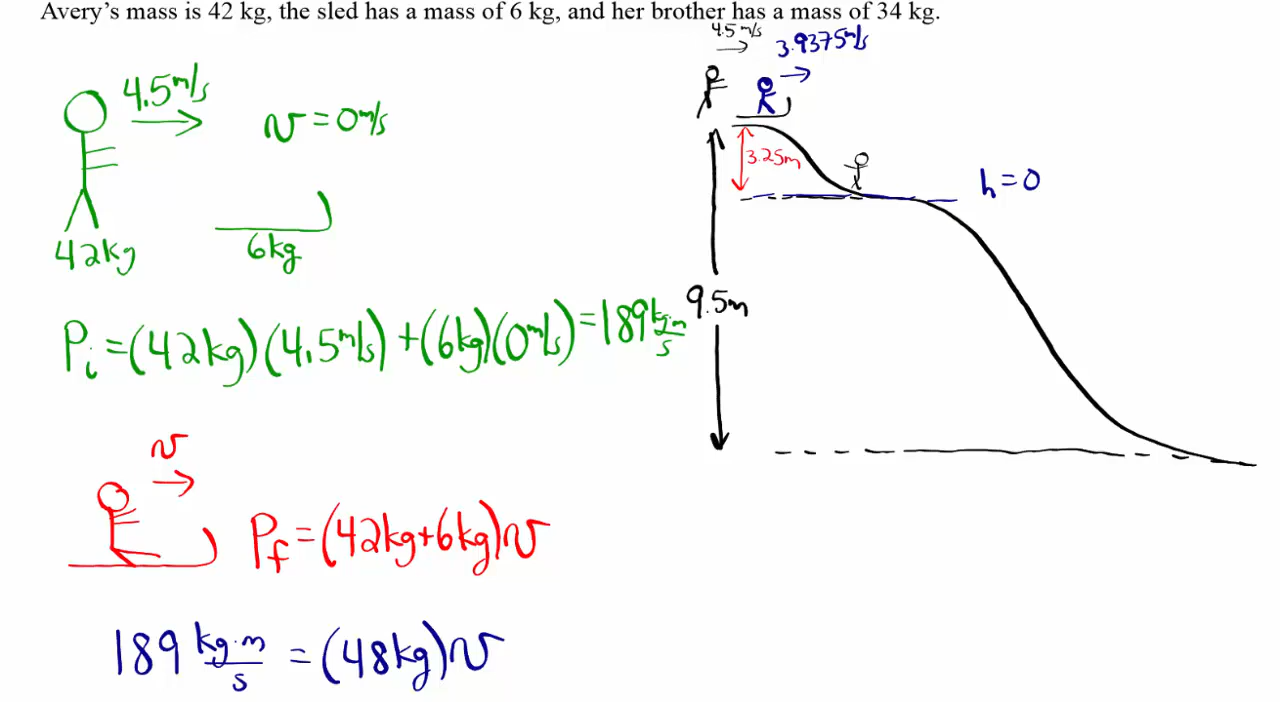 Avery's mass is 42 kg, the sled has a mass of 6 kg, and her brother has a mass of 34 kg.
4.5 m/s
v = 0 m/s
42kg
6kg
Pi = (42kg)(4.5 m/s) + (6kg)(0 m/s) = 189 kg·m/s
v
Pf = (42kg + 6kg)v
189 kg·m/s = (48kg)v
4.5 m/s
3.9375 m/s
3.25m
h = 0
9.5m